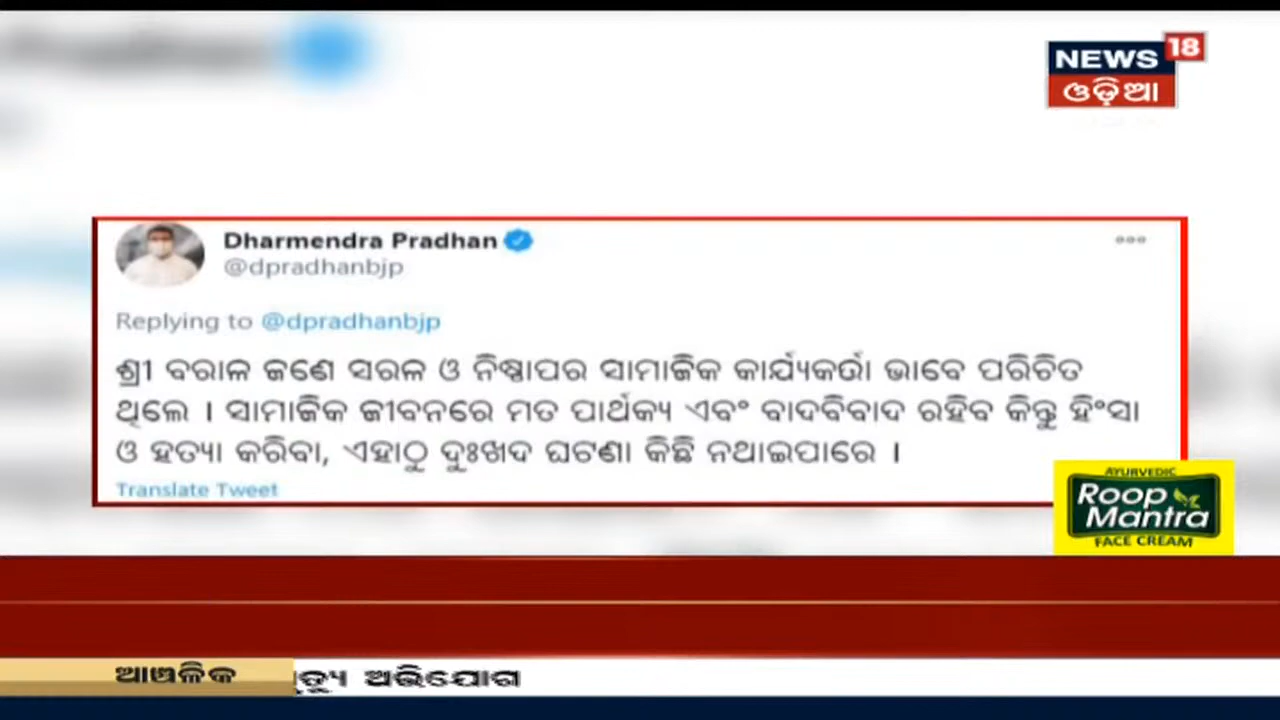 NEWS 18
ଓଡ଼ିଆ
Dharmendra Pradhan
@dpradhanbjp
Replying to @dpradhanbjp
ଶ୍ରୀ ବରାଳ ଜଣେ ସରଳ ଓ ନିଷ୍ଠାପର ସାମାଜିକ କାର୍ଯ୍ୟକର୍ତ୍ତା ଭାବେ ପରିଚିତ
ଥିଲେ । ସାମାଜିକ ଜୀବନରେ ମତ ପାର୍ଥକ୍ୟ ଏବଂ ବାଦବିବାଦ ରହିବ କିନ୍ତୁ ହିଂସା
ଓ ହତ୍ୟା କରିବା, ଏହାଠୁ ଦୁଃଖଦ ଘଟଣା କିଛି ନଥାଇପାରେ ।
Translate Tweet
AYURVEDIC
Roop
Mantra
FACE CREAM
ଆଞ୍ଚଳିକ
ଅଭିଯୋଗ